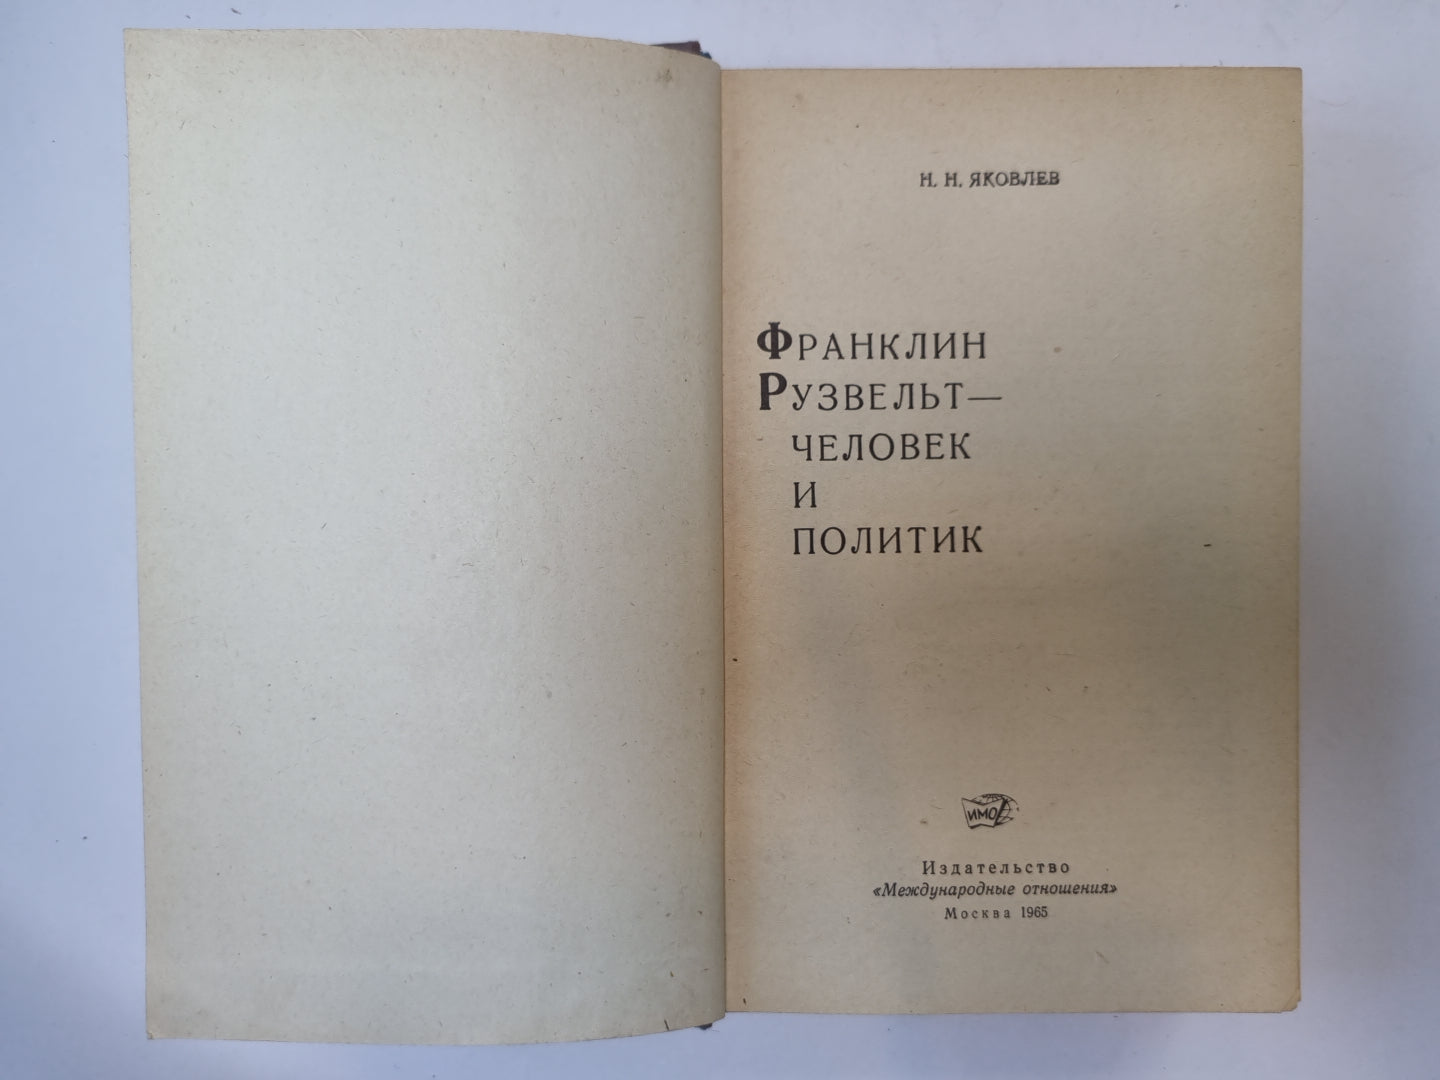 Н. Н. ЯКОВЛЕВ
ФРАНКЛИН
РУЗВЕЛЬТ—
ЧЕЛОВЕК
И
ПОЛИТИК
ИМО
Издательство
«Международные отношения»
Москва 1965